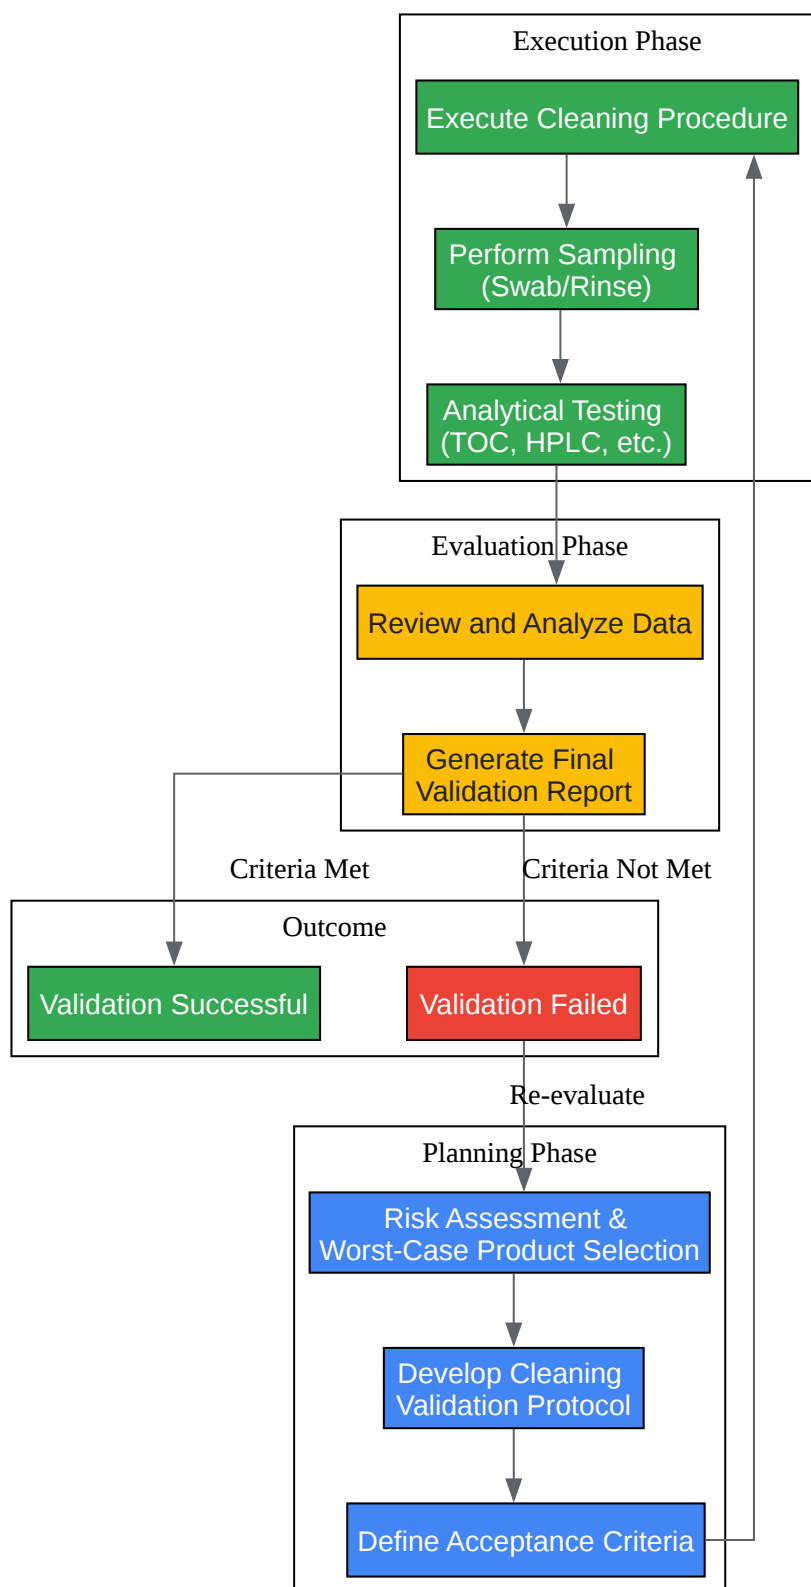 Execution Phase
Execute Cleaning Procedure
Perform Sampling
(Swab/Rinse)
Analytical Testing
(TOC, HPLC, etc.)
Evaluation Phase
Review and Analyze Data
Generate Final
Validation Report
Criteria Met
Criteria Not Met
Outcome
Validation Successful
Validation Failed
Re-evaluate
Planning Phase
Risk Assessment &
Worst-Case Product Selection
Develop Cleaning
Validation Protocol
Define Acceptance Criteria